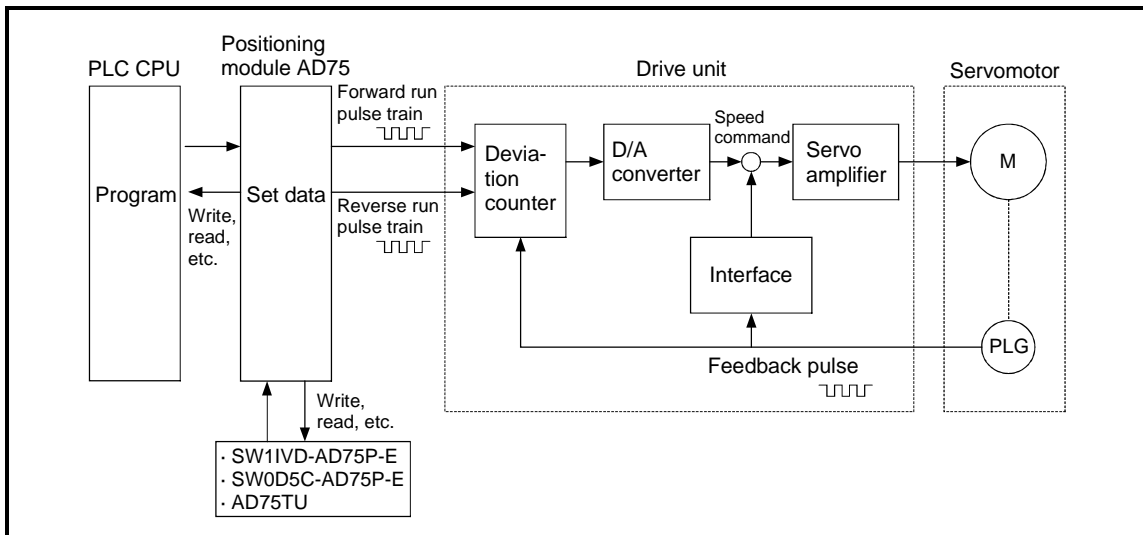 Positioning
module AD75
PLC CPU
Drive unit
Servomotor
Forward run
pulse train
Program
Set data
Write,
read,
etc.
Reverse run
pulse train
Devia-
tion
counter
D/A
converter
Speed
command
Servo
amplifier
M
Interface
PLG
Feedback pulse
Write,
read, etc.
· SW1IVD-AD75P-E
· SW0D5C-AD75P-E
· AD75TU